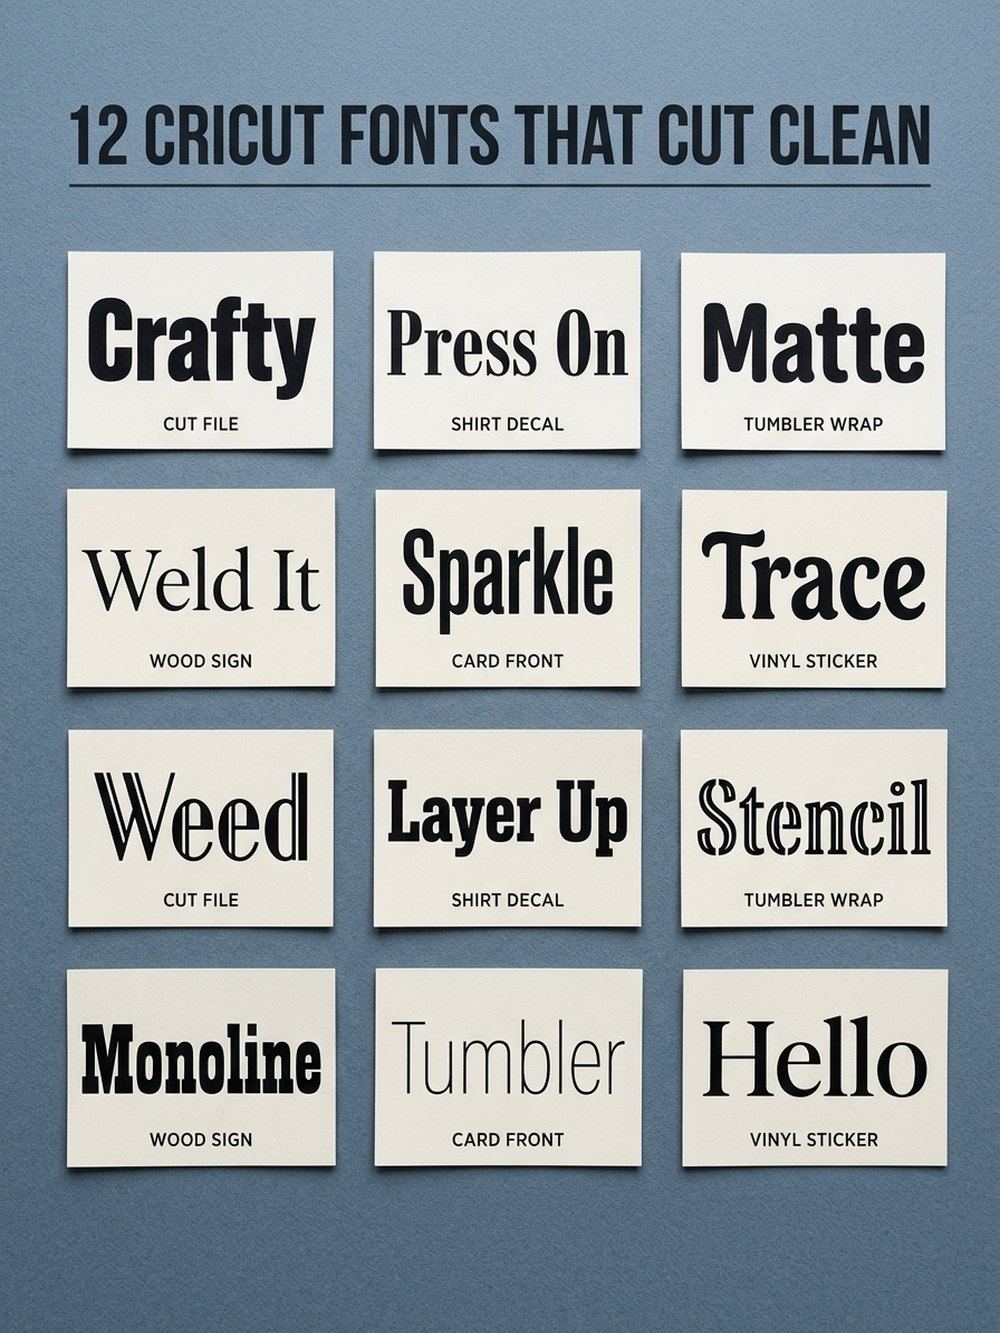 12 CRICUT FONTS THAT CUT CLEAN
Crafty
CUT FILE
Press On
SHIRT DECAL
Matte
TUMBLER WRAP
Weld It
WOOD SIGN
Sparkle
CARD FRONT
Trace
VINYL STICKER
Weed
CUT FILE
Layer Up
SHIRT DECAL
Stencil
TUMBLER WRAP
Monoline
WOOD SIGN
Tumbler
CARD FRONT
Hello
VINYL STICKER